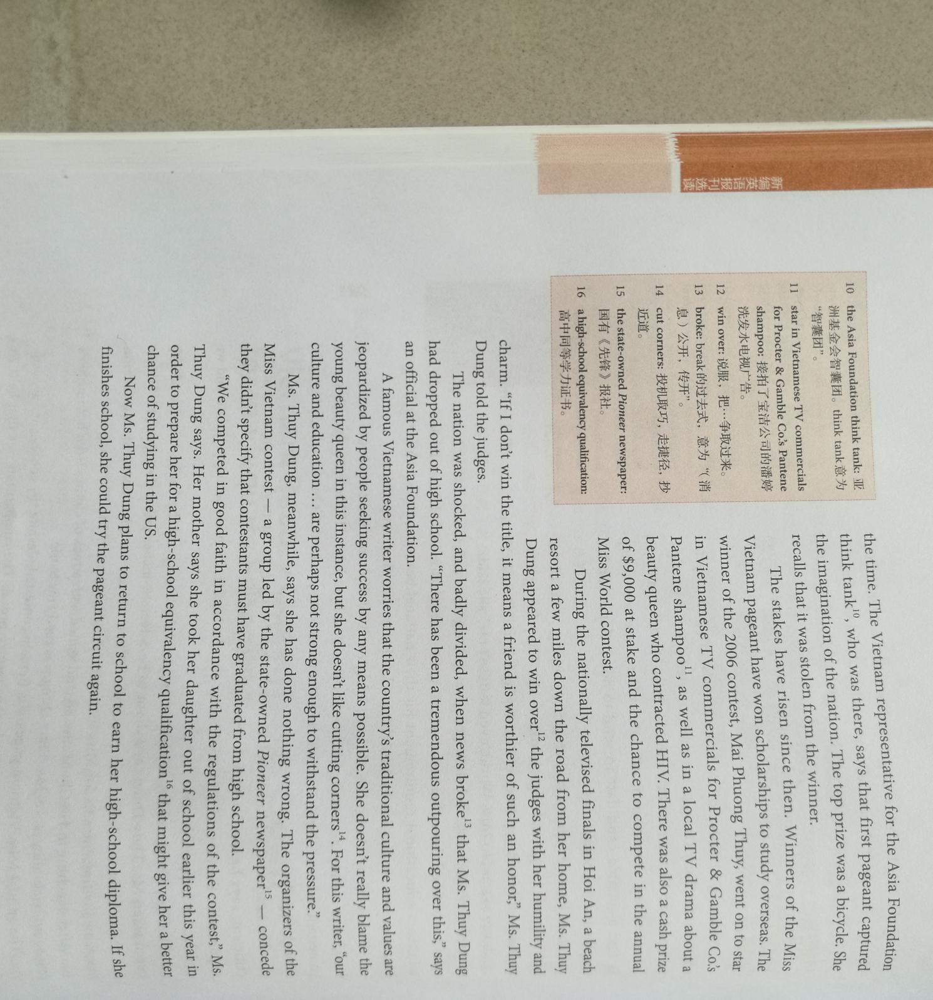 新编英语报刊选读
10 the Asia Foundation think tank: 亚
洲基金会智囊团。think tank 意为
“智囊团”。
11 star in Vietnamese TV commercials
for Procter & Gamble Co.'s Pantene
shampoo: 接拍了宝洁公司的潘婷
洗发水电视广告。
12 win over: 说服，把…争取过来。
13 broke: break的过去式，意为“（消
息）公开，传开”。
14 cut corners: 投机取巧，走捷径，抄
近道。
15 the state-owned Pioneer newspaper:
国有《先锋》报社。
16 a high-school equivalency qualification:
高中同等学力证书。
the time. The Vietnam representative for the Asia Foundation
think tank10, who was there, says that first pageant captured
the imagination of the nation. The top prize was a bicycle. She
recalls that it was stolen from the winner.
The stakes have risen since then. Winners of the Miss
Vietnam pageant have won scholarships to study overseas. The
winner of the 2006 contest, Mai Phuong Thuy, went on to star
in Vietnamese TV commercials for Procter & Gamble Co.'s
Pantene shampoo11, as well as in a local TV drama about a
beauty queen who contracted HIV. There was also a cash prize
of $9,000 at stake and the chance to compete in the annual
Miss World contest.
During the nationally televised finals in Hoi An, a beach
resort a few miles down the road from her home, Ms. Thuy
Dung appeared to win over12 the judges with her humility and
charm. “If I don't win the title, it means a friend is worthier of such an honor,” Ms. Thuy
Dung told the judges.
The nation was shocked, and badly divided, when news broke13 that Ms. Thuy Dung
had dropped out of high school. “There has been a tremendous outpouring over this,” says
an official at the Asia Foundation.
A famous Vietnamese writer worries that the country's traditional culture and values are
jeopardized by people seeking success by any means possible. She doesn't really blame the
young beauty queen in this instance, but she doesn't like cutting corners14. For this writer, “our
culture and education … are perhaps not strong enough to withstand the pressure.”
Ms. Thuy Dung, meanwhile, says she has done nothing wrong. The organizers of the
Miss Vietnam contest — a group led by the state-owned Pioneer newspaper15 — concede
they didn't specify that contestants must have graduated from high school.
“We competed in good faith in accordance with the regulations of the contest,” Ms.
Thuy Dung says. Her mother says she took her daughter out of school earlier this year in
order to prepare her for a high-school equivalency qualification16 that might give her a better
chance of studying in the US.
Now Ms. Thuy Dung plans to return to school to earn her high-school diploma. If she
finishes school, she could try the pageant circuit again.